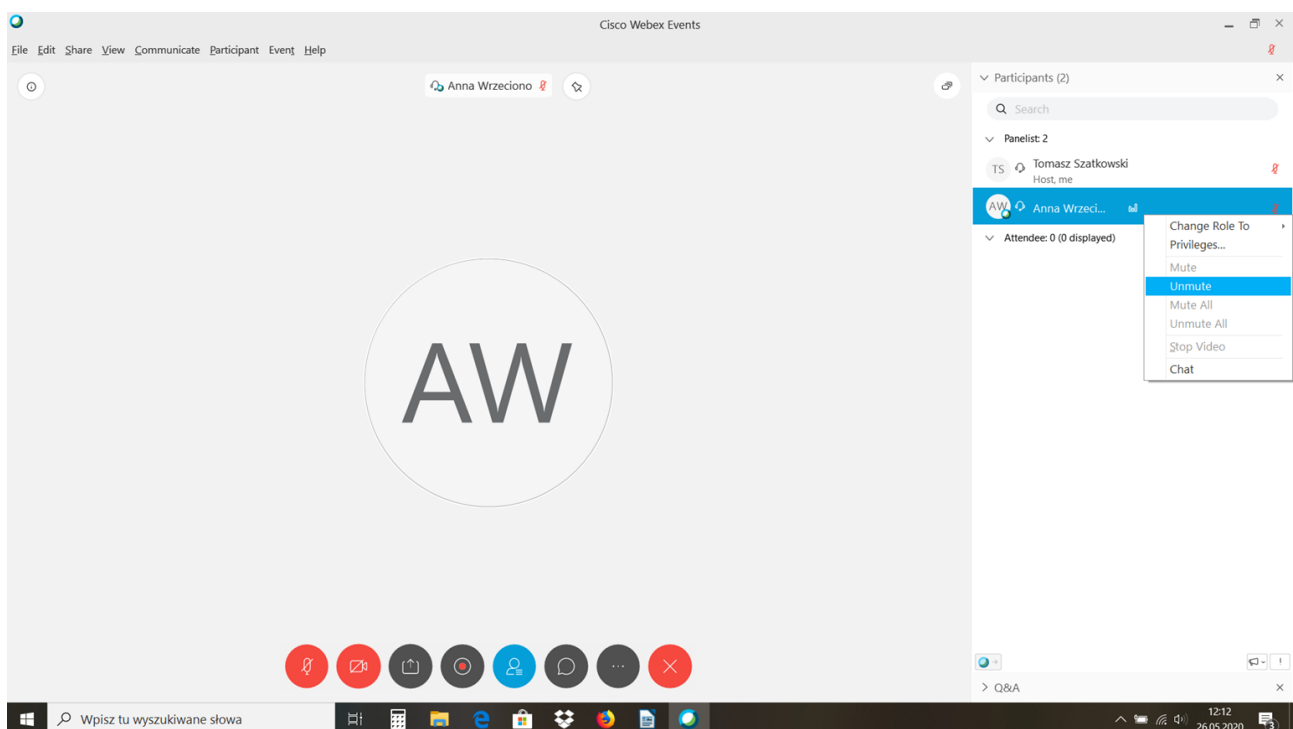 Cisco Webex Events
File Edit Share View Communicate Participant Event Help
Anna Wrzeciono
Participants (2)
Search
Panelist: 2
TS Tomasz Szatkowski
Host, me
AW Anna Wrzeci...
Attendee: 0 (0 displayed)
Change Role To
Privileges...
Mute
Unmute
Mute All
Unmute All
Stop Video
Chat
AW
Q&A
Wpisz tu wyszukiwane słowa
12:12
26.05.2020
3